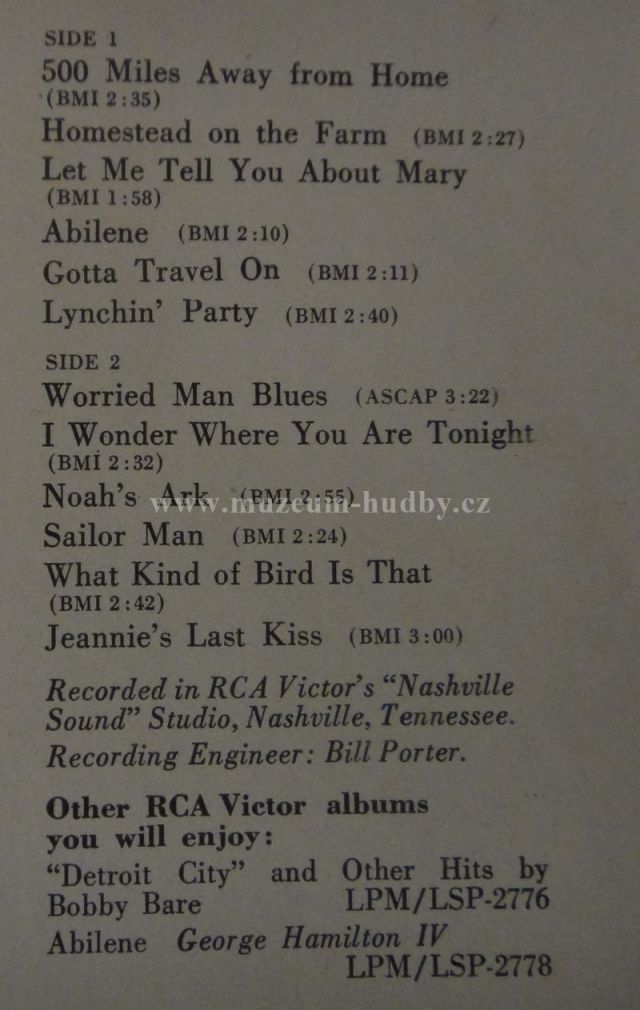 SIDE 1
500 Miles Away from Home
(BMI 2:35)
Homestead on the Farm (BMI 2:27)
Let Me Tell You About Mary
(BMI 1:58)
Abilene (BMI 2:10)
Gotta Travel On (BMI 2:11)
Lynchin' Party (BMI 2:40)
SIDE 2
Worried Man Blues (ASCAP 3:22)
I Wonder Where You Are Tonight
(BMI 2:32)
Noah's Ark (BMI 2:55)
www.muzeum-hudby.cz
Sailor Man (BMI 2:24)
What Kind of Bird Is That
(BMI 2:42)
Jeannie's Last Kiss (BMI 3:00)
Recorded in RCA Victor's "Nashville
Sound" Studio, Nashville, Tennessee.
Recording Engineer: Bill Porter.
Other RCA Victor albums
you will enjoy:
"Detroit City" and Other Hits by
Bobby Bare LPM/LSP-2776
Abilene George Hamilton IV
LPM/LSP-2778